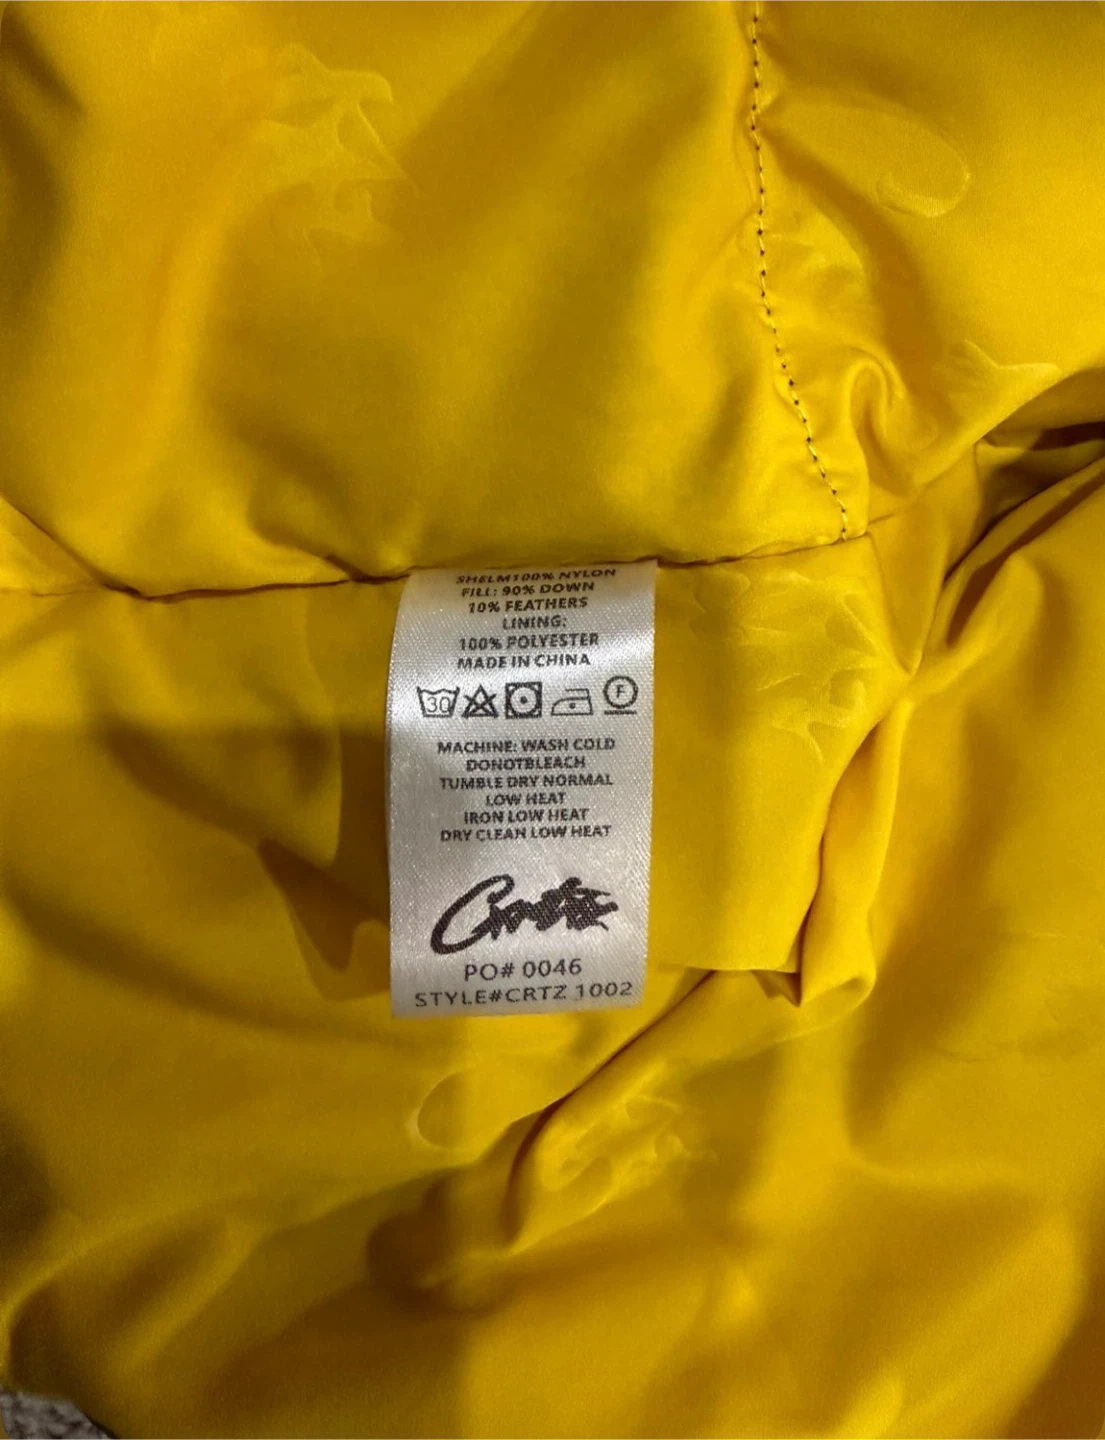 SHELM100% NYLON
FILL: 90% DOWN
10% FEATHERS
LINING:
100% POLYESTER
MADE IN CHINA
30
F
MACHINE: WASH COLD
DONOTBLEACH
TUMBLE DRY NORMAL
LOW HEAT
IRON LOW HEAT
DRY CLEAN LOW HEAT
PO# 0046
STYLE#CRTZ 1002